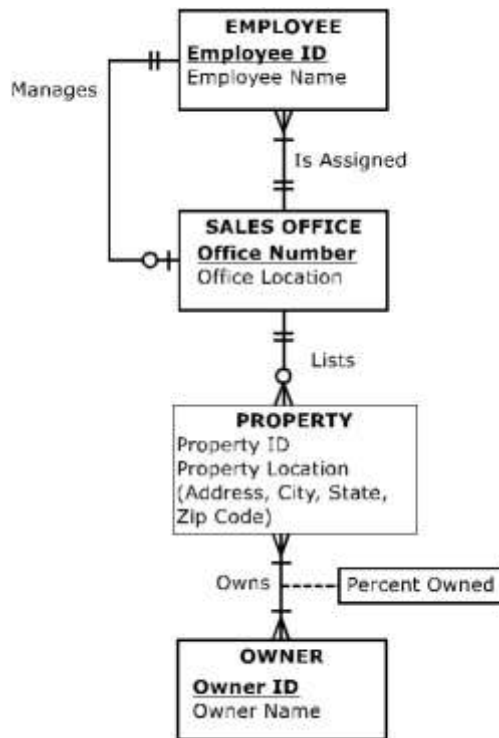 EMPLOYEE
Employee ID
Employee Name
Manages
Is Assigned
SALES OFFICE
Office Number
Office Location
Lists
PROPERTY
Property ID
Property Location
(Address, City, State,
Zip Code)
Owns
Percent Owned
OWNER
Owner ID
Owner Name